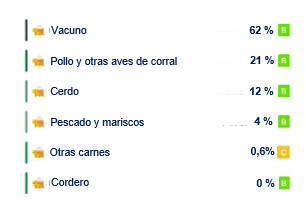 Vacuno 62 % B
Pollo y otras aves de corral 21 % B
Cerdo 12 % B
Pescado y mariscos 4 % B
Otras carnes 0,6% C
Cordero 0 % B